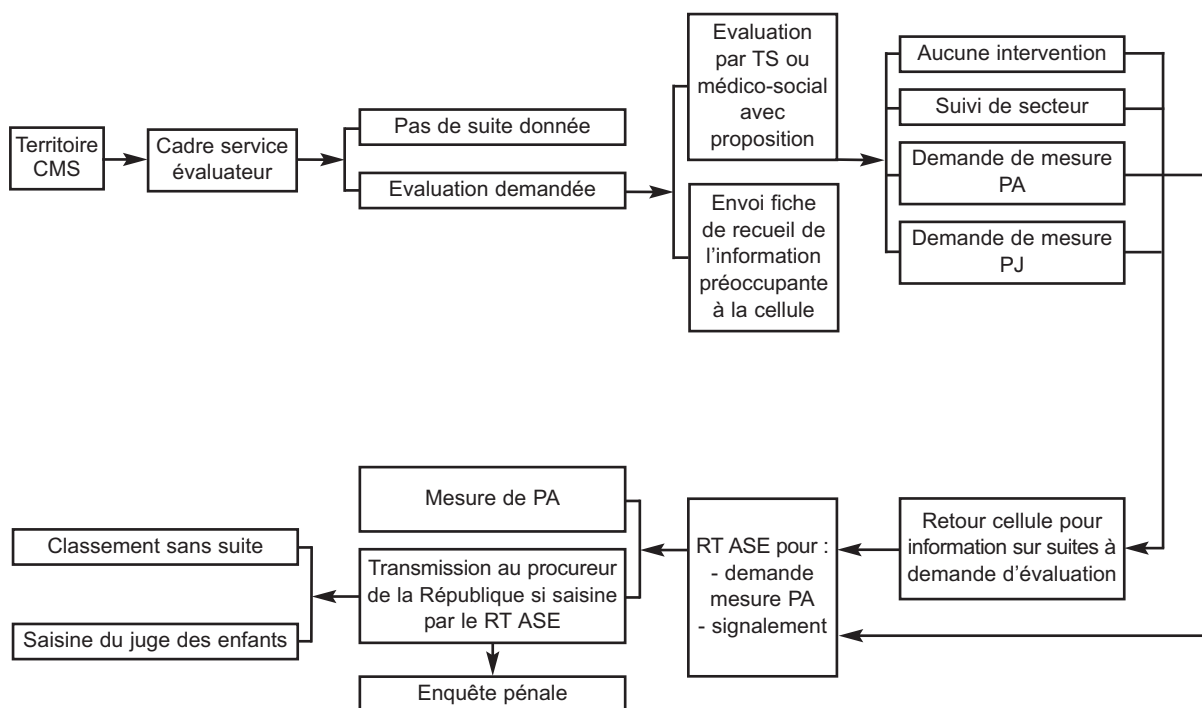 Territoire
CMS
Cadre service
évaluateur
Pas de suite donnée
Evaluation demandée
Evaluation
par TS ou
médico-social
avec
proposition
Envoi fiche
de recueil de
l’information
préoccupante
à la cellule
Aucune intervention
Suivi de secteur
Demande de mesure
PA
Demande de mesure
PJ
Retour cellule pour
information sur suites à
demande d’évaluation
RT ASE pour :
- demande
mesure PA
- signalement
Mesure de PA
Transmission au procureur
de la République si saisine
par le RT ASE
Enquête pénale
Classement sans suite
Saisine du juge des enfants